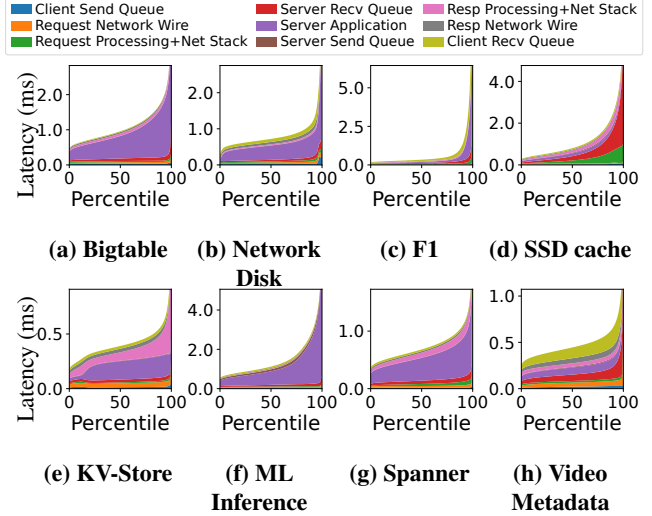 Client Send Queue Server Recv Queue Resp Processing+Net Stack
Request Network Wire Server Application Resp Network Wire
Request Processing+Net Stack Server Send Queue Client Recv Queue
Latency (ms)
2.0
1.0
0.0
0 50 100
Percentile
2.0
1.0
0.0
0 50 100
Percentile
5.0
2.5
0.0
0 50 100
Percentile
4.0
2.0
0.0
0 50 100
Percentile
(a) Bigtable
(b) Network
Disk
(c) F1
(d) SSD cache
Latency (ms)
0.5
0.0
0 50 100
Percentile
4.0
2.0
0.0
0 50 100
Percentile
1.0
0.0
0 50 100
Percentile
1.0
0.5
0.0
0 50 100
Percentile
(e) KV-Store
(f) ML
Inference
(g) Spanner
(h) Video
Metadata